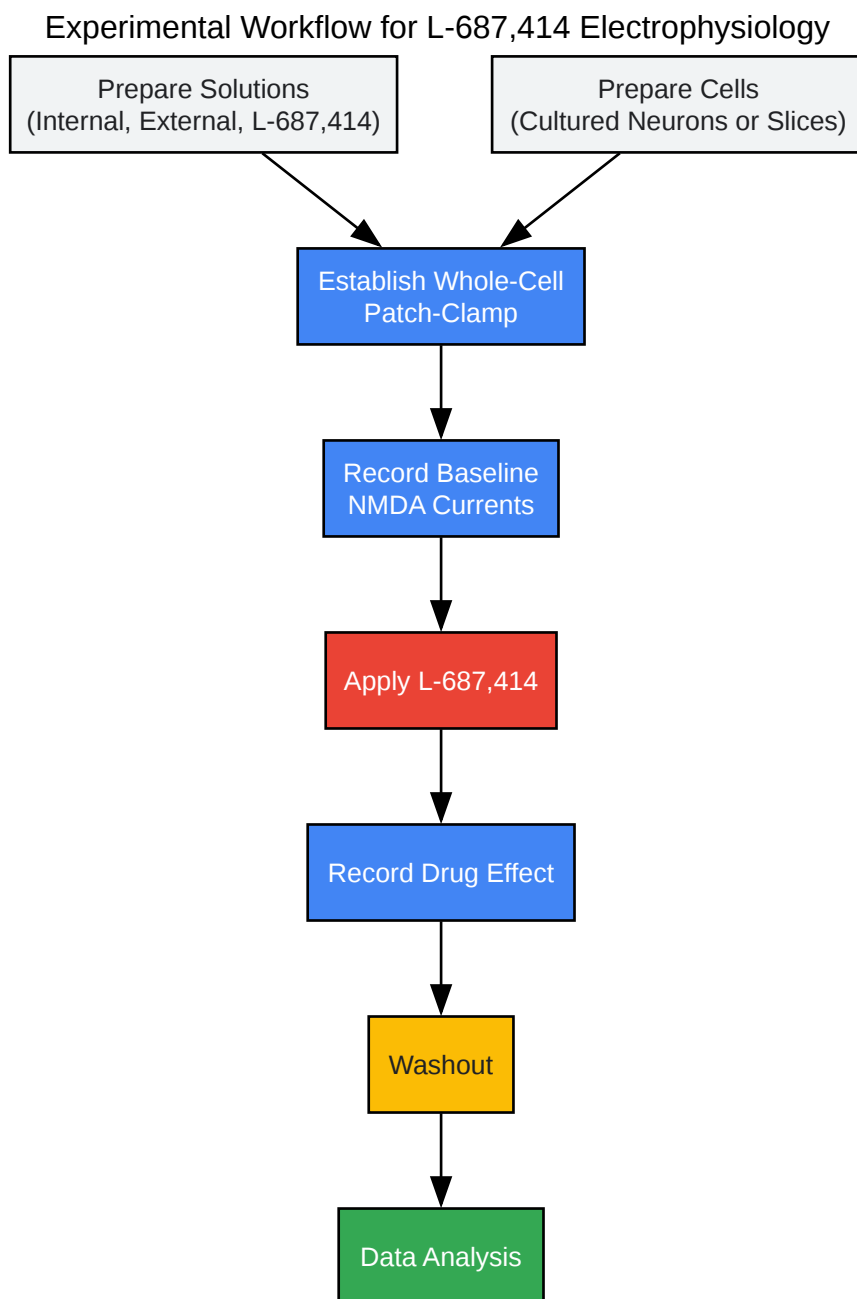 Experimental Workflow for L-687,414 Electrophysiology
Prepare Solutions
(Internal, External, L-687,414)
Prepare Cells
(Cultured Neurons or Slices)
Establish Whole-Cell
Patch-Clamp
Record Baseline
NMDA Currents
Apply L-687,414
Record Drug Effect
Washout
Data Analysis